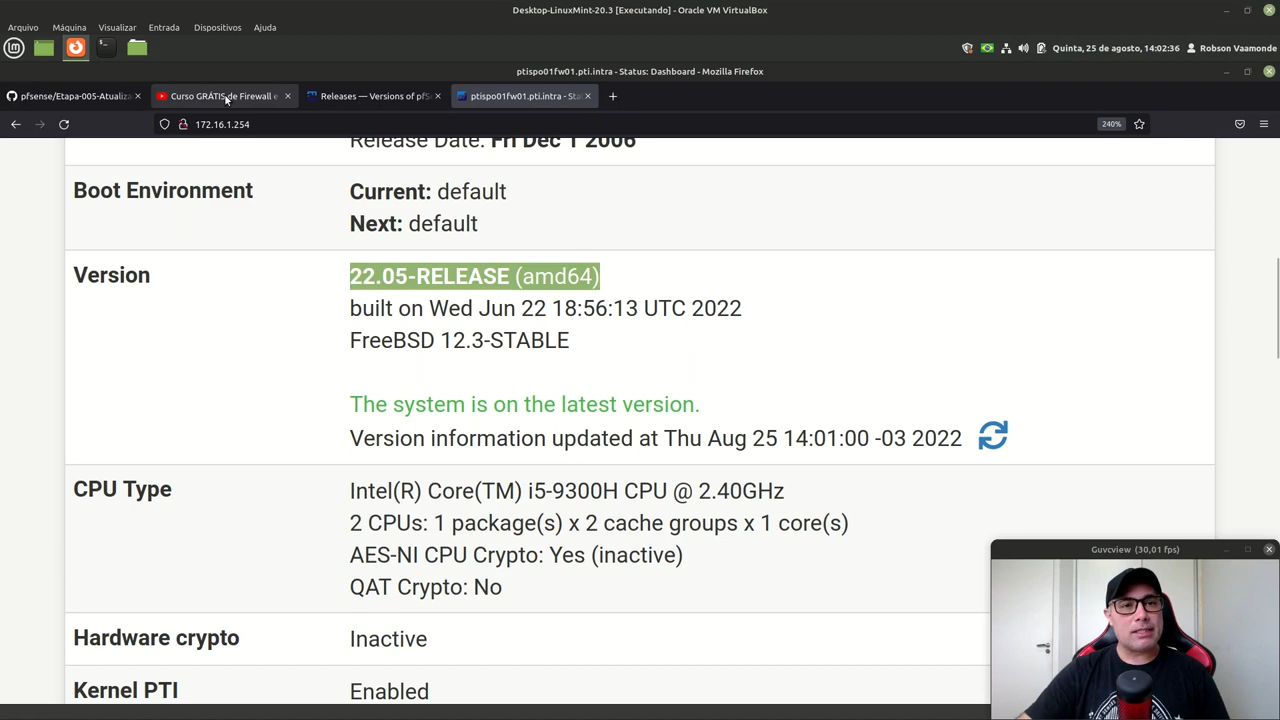 Desktop-LinuxMint-20.3 [Executando] - Oracle VM VirtualBox
Arquivo Máquina Visualizar Entrada Dispositivos Ajuda
Quinta, 25 de agosto, 14:02:36 Robson Vaamonde
ptispo01fw01.pti.intra - Status: Dashboard - Mozilla Firefox
pfsense/Etapa-005-Atualiza Curso GRÁTIS de Firewall e Releases — Versions of pfS ptispo01fw01.pti.intra - Sta
172.16.1.254 240%
Release Date: Fri Dec 1 2006
Boot Environment Current: default
Next: default
Version 22.05-RELEASE (amd64)
built on Wed Jun 22 18:56:13 UTC 2022
FreeBSD 12.3-STABLE
The system is on the latest version.
Version information updated at Thu Aug 25 14:01:00 -03 2022
CPU Type Intel(R) Core(TM) i5-9300H CPU @ 2.40GHz
2 CPUs: 1 package(s) x 2 cache groups x 1 core(s)
AES-NI CPU Crypto: Yes (inactive)
QAT Crypto: No
Guvcview (30,01 fps)
Hardware crypto Inactive
Kernel PTI Enabled